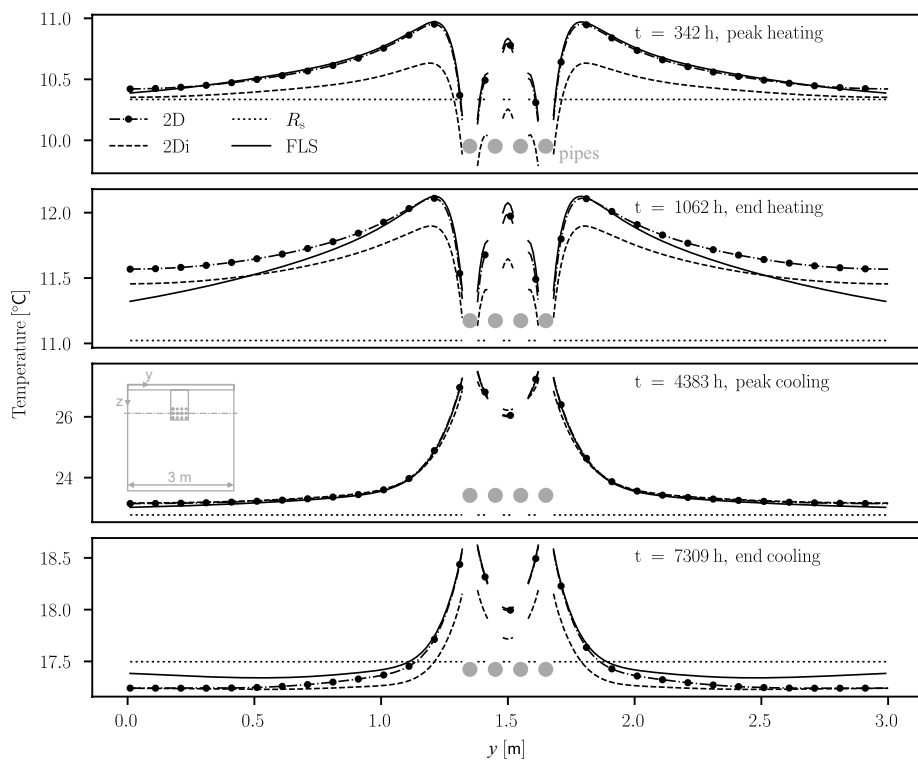 11.0
t = 342 h, peak heating
10.5
2D
R_s
10.0
2Di
FLS
pipes
12.0
t = 1062 h, end heating
11.5
11.0
Temperature [°C]
y
t = 4383 h, peak cooling
z
26
3 m
23
18.5
t = 7309 h, end cooling
18.0
17.5
0.0 0.5 1.0 1.5 2.0 2.5 3.0
y [m]